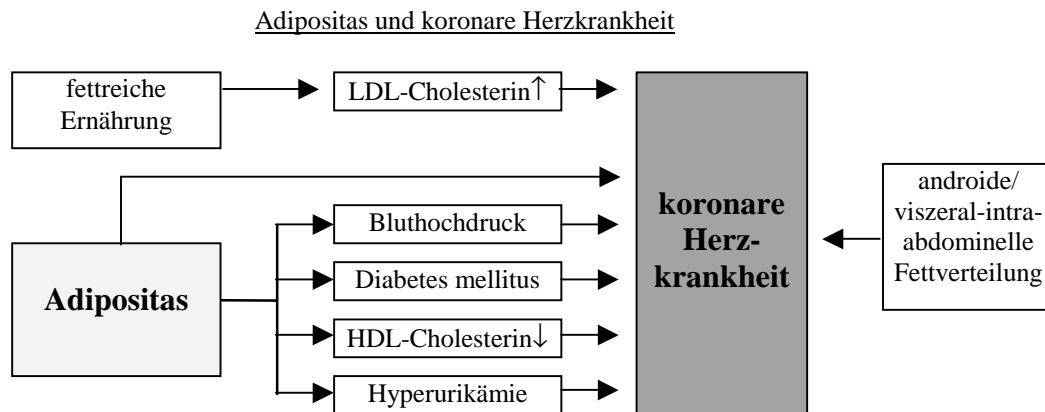 Adipositas und koronare Herzkrankheit
fettreiche
Ernährung
LDL-Cholesterin↑
Adipositas
Bluthochdruck
Diabetes mellitus
HDL-Cholesterin↓
Hyperurikämie
koronare
Herz-
krankheit
androide/
viszeral-intra-
abdominelle
Fettverteilung